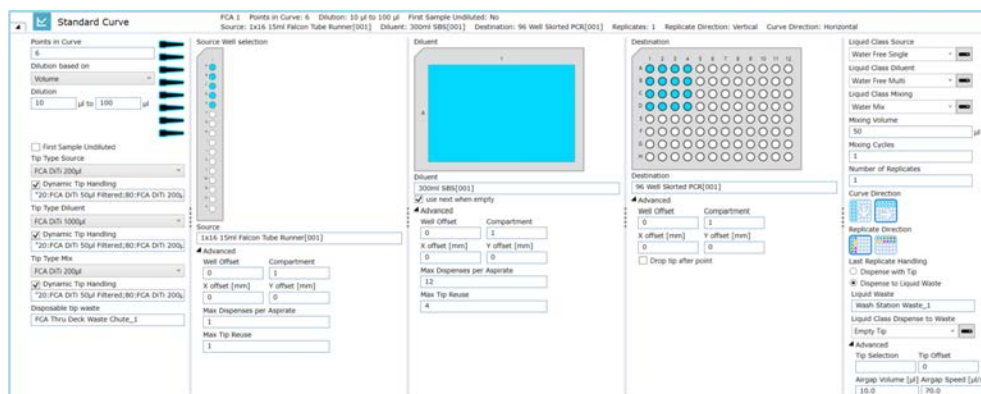 Standard Curve
FCA 1 Points in Curve: 6 Dilution: 10 µl to 100 µl First Sample Undiluted: No
Source: 1x16 15ml Falcon Tube Runner[001] Diluent: 300ml SBS[001] Destination: 96 Well Skirted PCR[001] Replicates: 1 Replicate Direction: Vertical Curve Direction: Horizontal
Points in Curve
6
Dilution based on
Volume
Dilution
10 µl to 100 µl
First Sample Undiluted
Tip Type Source
FCA DiTi 200µl
Dynamic Tip Handling
"20;FCA DiTi 50µl Filtered;80;FCA DiTi 200µ
Tip Type Diluent
FCA DiTi 1000µl
Dynamic Tip Handling
"20;FCA DiTi 50µl Filtered;80;FCA DiTi 200µ
Tip Type Mix
FCA DiTi 200µl
Dynamic Tip Handling
"20;FCA DiTi 50µl Filtered;80;FCA DiTi 200µ
Disposable tip waste
FCA Thru Deck Waste Chute_1
Source Well selection
Source
1x16 15ml Falcon Tube Runner[001]
Advanced
Well Offset Compartment
0 1
X offset [mm] Y offset [mm]
0 0
Max Dispenses per Aspirate
1
Max Tip Reuse
1
Diluent
1
A
Diluent
300ml SBS[001]
use next when empty
Advanced
Well Offset Compartment
0 1
X offset [mm] Y offset [mm]
0 0
Max Dispenses per Aspirate
12
Max Tip Reuse
4
Destination
1 2 3 4 5 6 7 8 9 10 11 12
A
B
C
D
E
F
G
H
Destination
96 Well Skirted PCR[001]
Advanced
Well Offset Compartment
0 1
X offset [mm] Y offset [mm]
0 0
Drop tip after point
Liquid Class Source
Water Free Single
Liquid Class Diluent
Water Free Multi
Liquid Class Mixing
Water Mix
Mixing Volume
50 µl
Mixing Cycles
1
Number of Replicates
1
Curve Direction
Replicate Direction
Last Replicate Handling
Dispense with Tip
Dispense to Liquid Waste
Liquid Waste
Wash Station Waste_1
Liquid Class Dispense to Waste
Empty Tip
Advanced
Tip Selection Tip Offset
0
Airgap Volume [µl] Airgap Speed [µl/
10.0 70.0